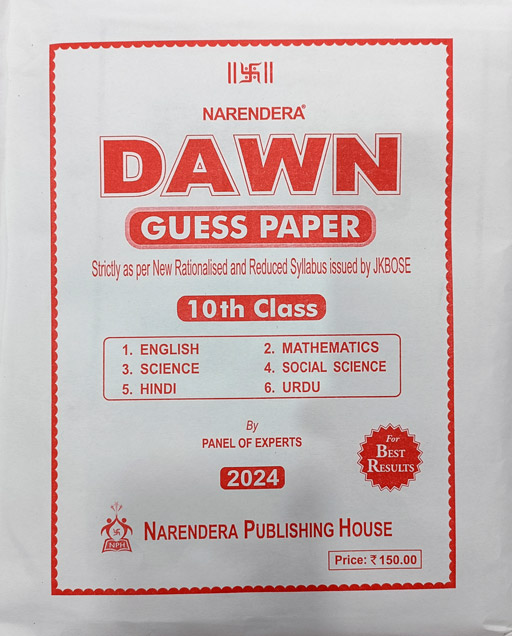 ||卐||
NARENDERA®
DAWN
GUESS PAPER
Strictly as per New Rationalised and Reduced Syllabus issued by JKBOSE
10th Class
1. ENGLISH 2. MATHEMATICS
3. SCIENCE 4. SOCIAL SCIENCE
5. HINDI 6. URDU
By
PANEL OF EXPERTS
For
BEST
RESULTS
2024
NPH
NARENDERA PUBLISHING HOUSE
Price: ₹ 150.00